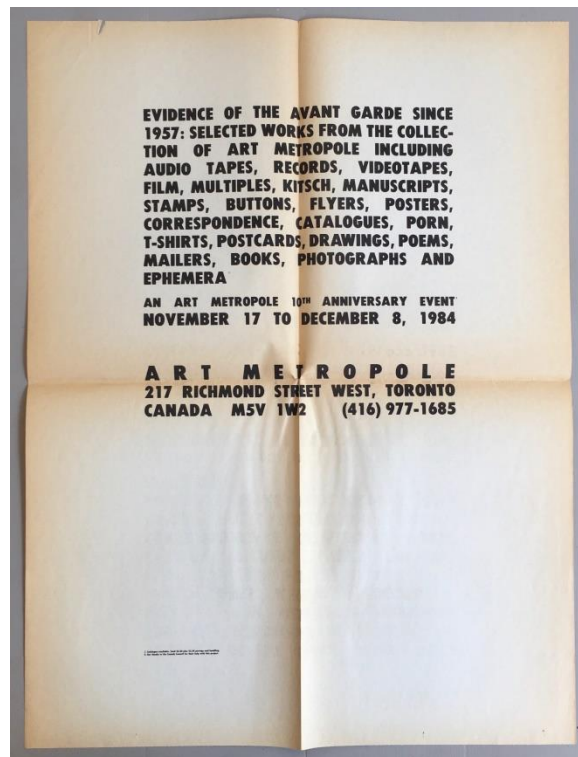 EVIDENCE OF THE AVANT GARDE SINCE
1957: SELECTED WORKS FROM THE COLLEC-
TION OF ART METROPOLE INCLUDING
AUDIO TAPES, RECORDS, VIDEOTAPES,
FILM, MULTIPLES, KITSCH, MANUSCRIPTS,
STAMPS, BUTTONS, FLYERS, POSTERS,
CORRESPONDENCE, CATALOGUES, PORN,
T-SHIRTS, POSTCARDS, DRAWINGS, POEMS,
MAILERS, BOOKS, PHOTOGRAPHS AND
EPHEMERA
AN ART METROPOLE 10TH ANNIVERSARY EVENT
NOVEMBER 17 TO DECEMBER 8, 1984
ART METROPOLE
217 RICHMOND STREET WEST, TORONTO
CANADA M5V 1W2 (416) 977-1685